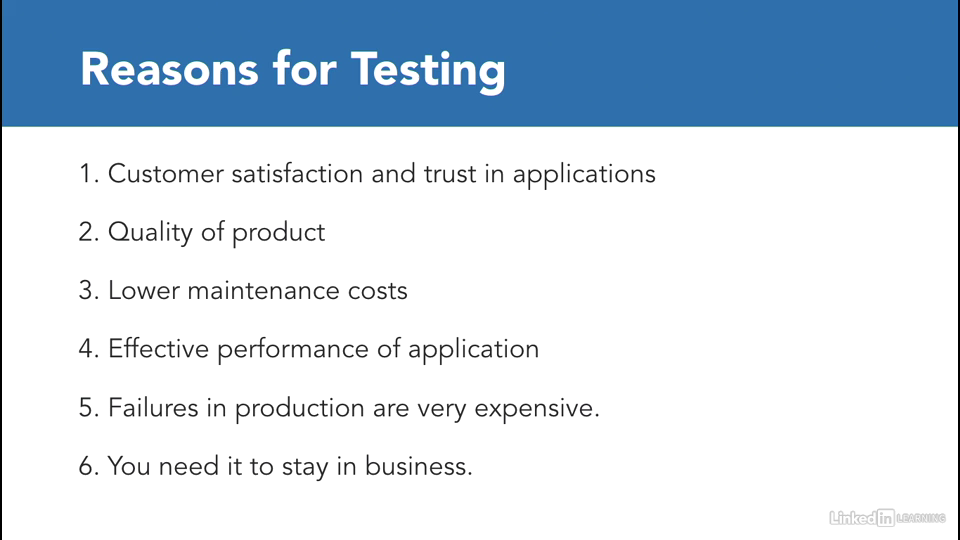 Reasons for Testing
1. Customer satisfaction and trust in applications
2. Quality of product
3. Lower maintenance costs
4. Effective performance of application
5. Failures in production are very expensive.
6. You need it to stay in business.
Linked in LEARNING